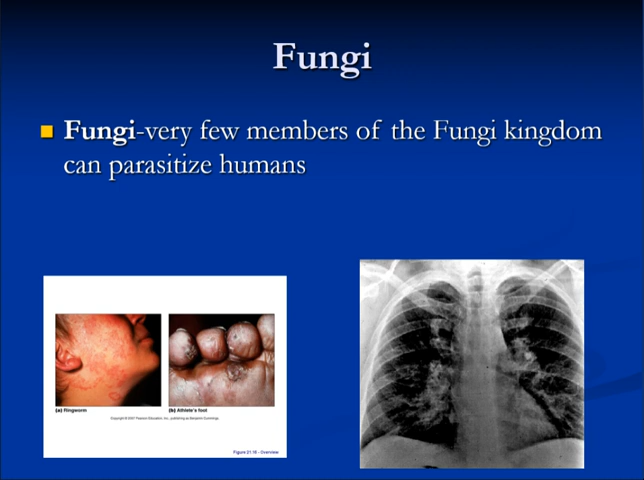 Fungi
Fungi-very few members of the Fungi kingdom
can parasitize humans
(a) Ringworm
(b) Athlete's foot
Copyright © 2007 Pearson Education, Inc., publishing as Benjamin Cummings.
Figure 21.16 - Overview